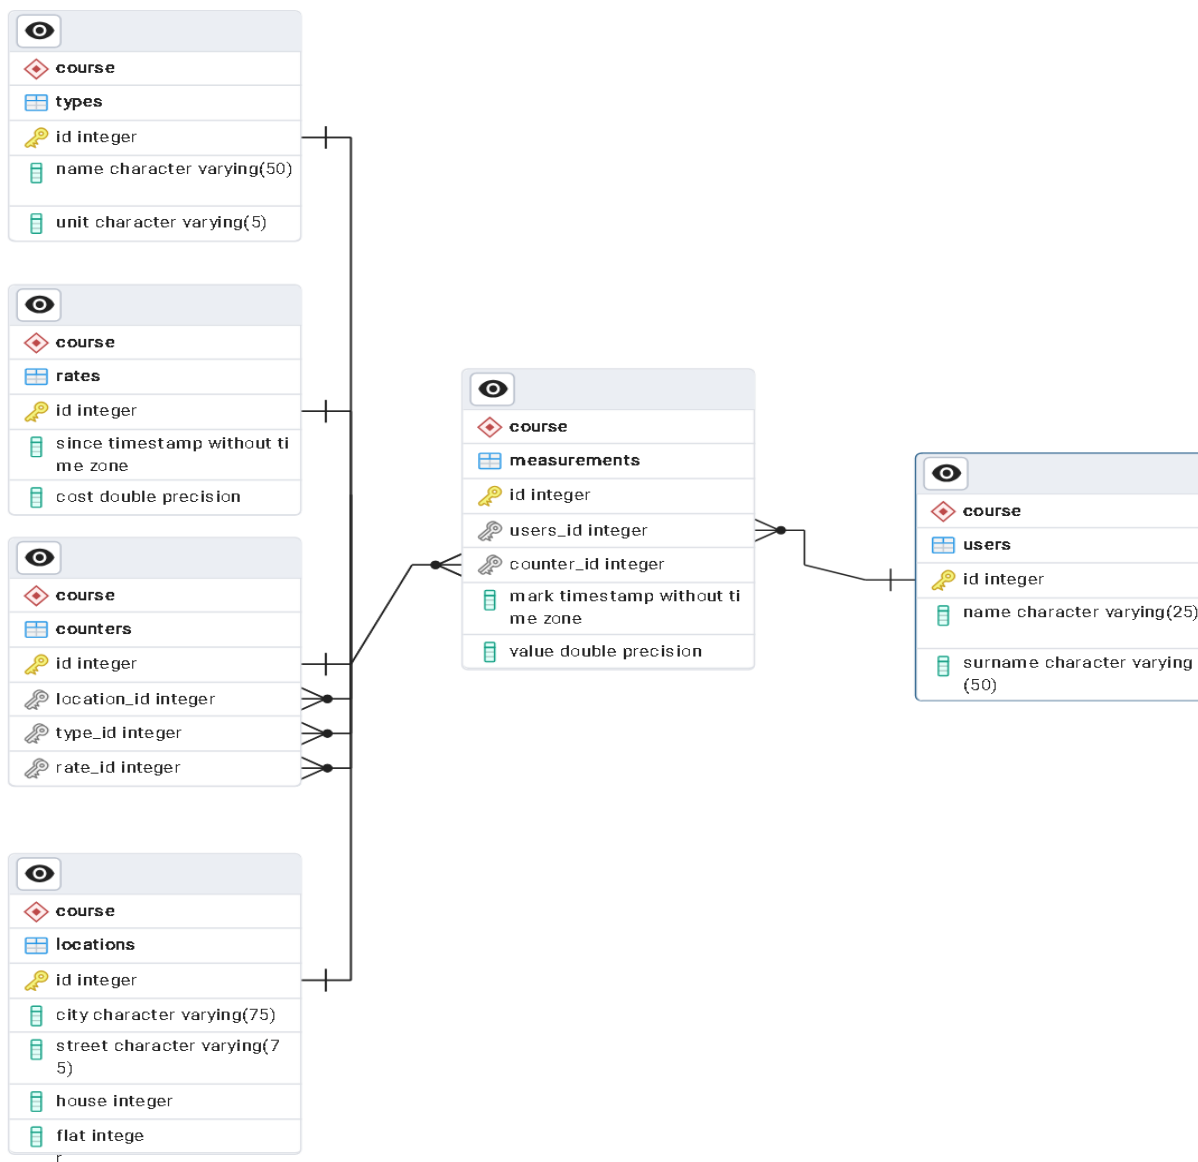 course
types
id integer
name character varying(50)
unit character varying(5)
course
rates
id integer
since timestamp without ti
me zone
cost double precision
course
counters
id integer
location_id integer
type_id integer
rate_id integer
course
locations
id integer
city character varying(75)
street character varying(7
5)
house integer
flat intege
r
course
measurements
id integer
users_id integer
counter_id integer
mark timestamp without ti
me zone
value double precision
course
users
id integer
name character varying(25)
surname character varying
(50)